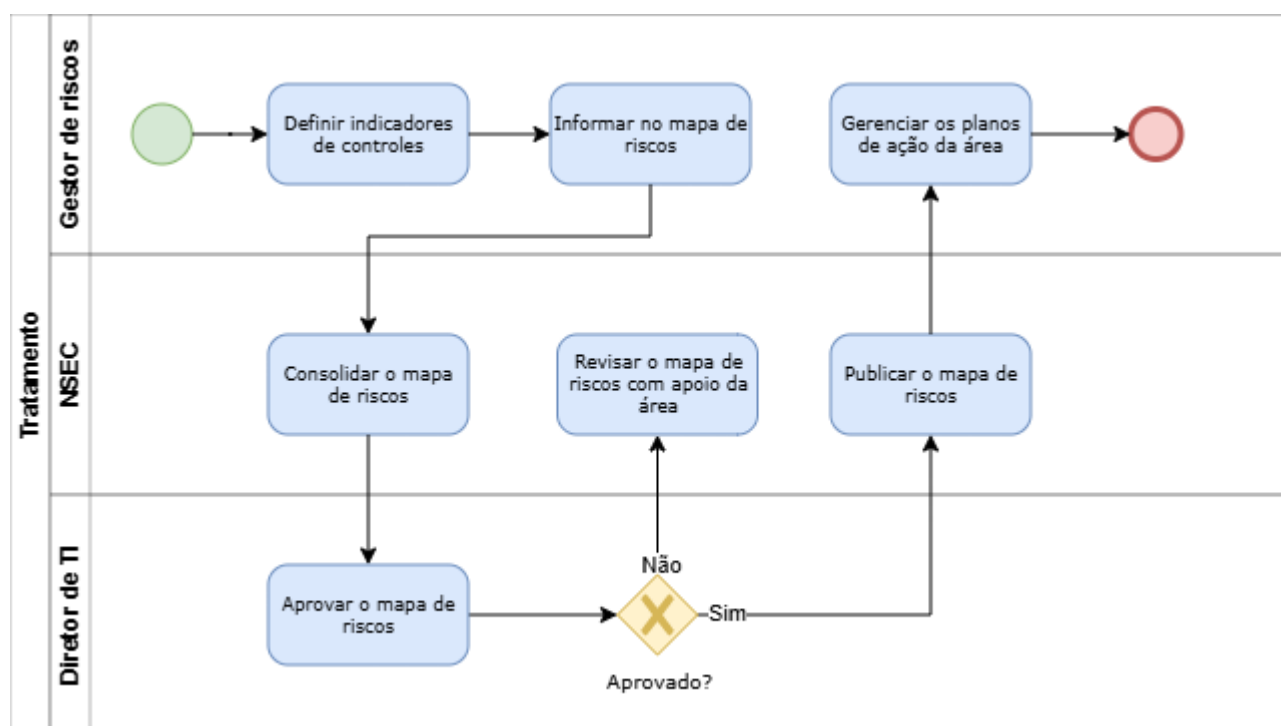 Tratamento
Gestor de riscos
Definir indicadores
de controles
Informar no mapa de
riscos
Gerenciar os planos
de ação da área
NSEC
Consolidar o mapa
de riscos
Revisar o mapa de
riscos com apoio da
área
Publicar o mapa de
riscos
Diretor de TI
Aprovar o mapa de
riscos
Não
Sim
Aprovado?